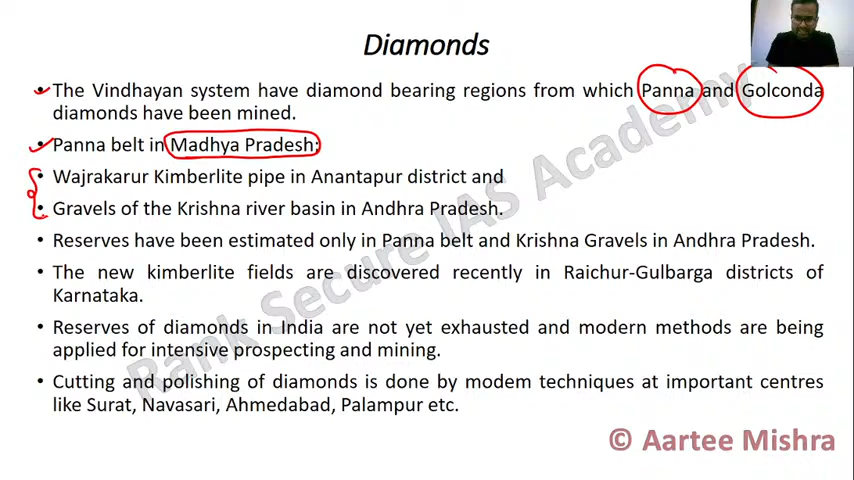 Diamonds
• The Vindhayan system have diamond bearing regions from which Panna and Golconda
diamonds have been mined.
• Panna belt in Madhya Pradesh;
• Wajrakarur Kimberlite pipe in Anantapur district and
• Gravels of the Krishna river basin in Andhra Pradesh.
• Reserves have been estimated only in Panna belt and Krishna Gravels in Andhra Pradesh.
• The new kimberlite fields are discovered recently in Raichur-Gulbarga districts of
Karnataka.
• Reserves of diamonds in India are not yet exhausted and modern methods are being
applied for intensive prospecting and mining.
• Cutting and polishing of diamonds is done by modem techniques at important centres
like Surat, Navasari, Ahmedabad, Palampur etc.
Rank Secure IAS Academy
© Aartee Mishra